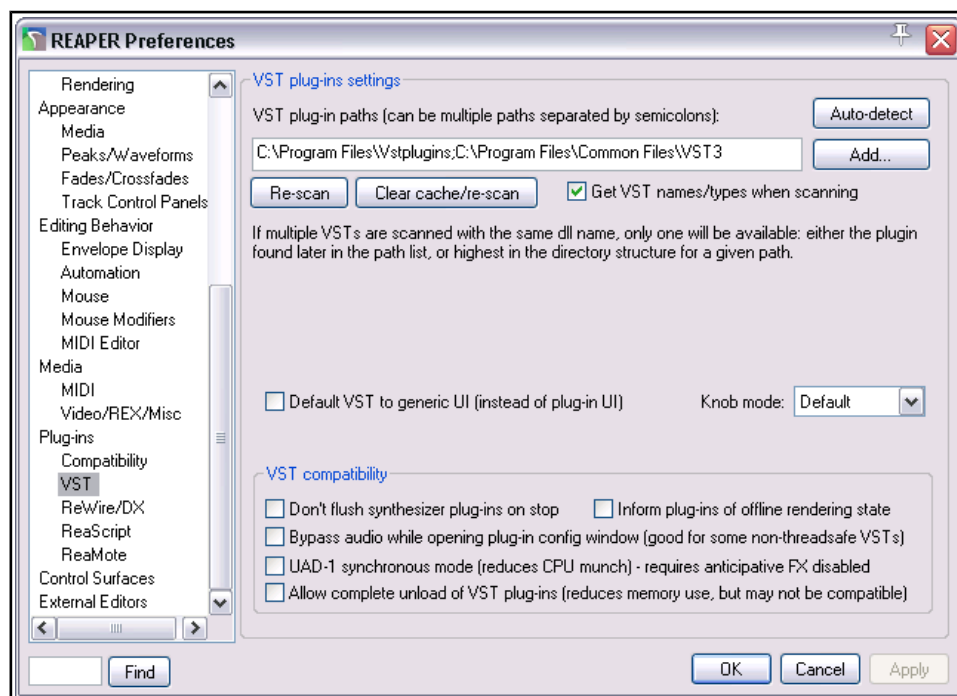 REAPER Preferences
Rendering
Appearance
Media
Peaks/Waveforms
Fades/Crossfades
Track Control Panels
Editing Behavior
Envelope Display
Automation
Mouse
Mouse Modifiers
MIDI Editor
Media
MIDI
Video/REX/Misc
Plug-ins
Compatibility
VST
ReWire/DX
ReaScript
ReaMote
Control Surfaces
External Editors
Find
VST plug-ins settings
VST plug-in paths (can be multiple paths separated by semicolons):
Auto-detect
C:\Program Files\Vstplugins;C:\Program Files\Common Files\VST3
Add...
Re-scan
Clear cache/re-scan
Get VST names/types when scanning
If multiple VSTs are scanned with the same dll name, only one will be available: either the plugin
found later in the path list, or highest in the directory structure for a given path.
Default VST to generic UI (instead of plug-in UI)
Knob mode:
Default
VST compatibility
Don't flush synthesizer plug-ins on stop
Inform plug-ins of offline rendering state
Bypass audio while opening plug-in config window (good for some non-threadsafe VSTs)
UAD-1 synchronous mode (reduces CPU munch) - requires anticipative FX disabled
Allow complete unload of VST plug-ins (reduces memory use, but may not be compatible)
OK
Cancel
Apply